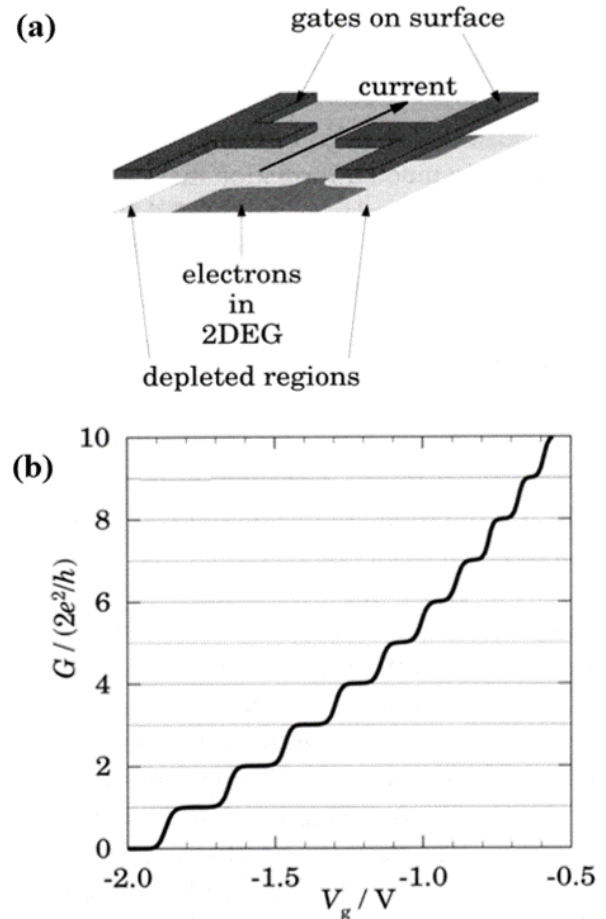 (a)
gates on surface
current
electrons
in
2DEG
depleted regions
(b)
G / (2e²/h)
10
8
6
4
2
0
-2.0 -1.5 -1.0 -0.5
V_g / V